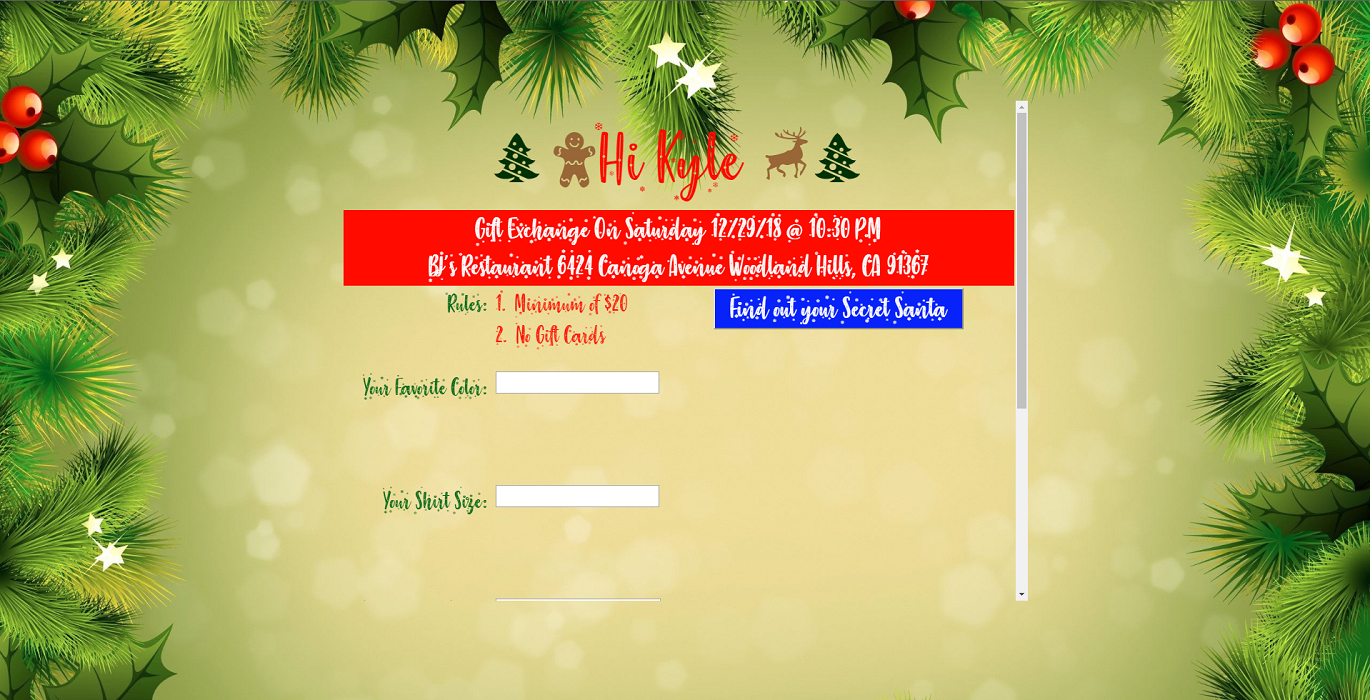 Hi Kyle
Gift Exchange On Saturday 12/29/18 @ 10:30 PM
BJ's Restaurant 6424 Canoga Avenue Woodland Hills, CA 91367
Rules: 1. Minimum of $20
2. No Gift Cards
Find out your Secret Santa
Your Favorite Color:
Your Shirt Size: